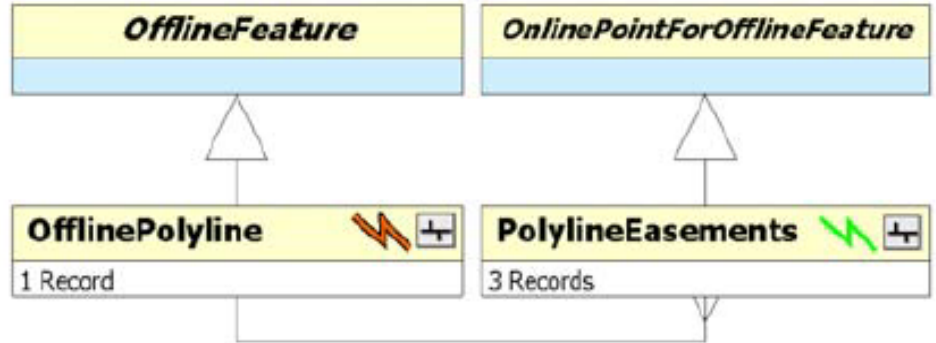 OfflineFeature
OnlinePointForOfflineFeature
OfflinePolyline
1 Record
PolylineEasements
3 Records